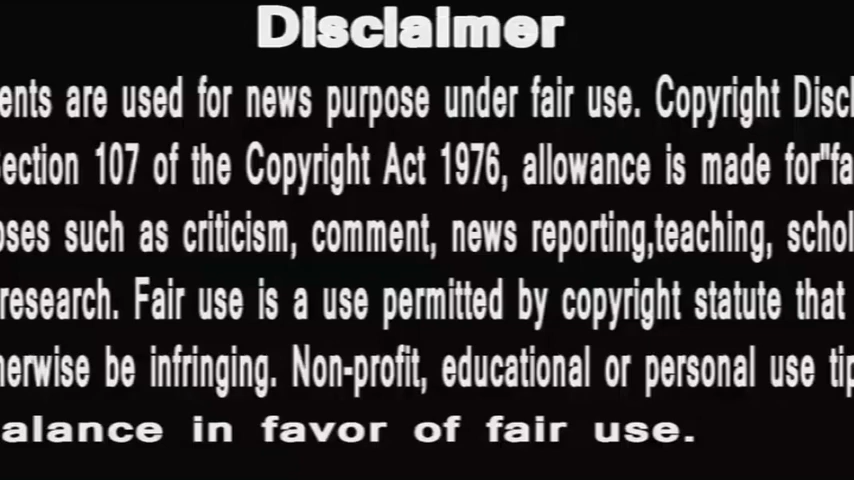 Disclaimer
ents are used for news purpose under fair use. Copyright Discl
ection 107 of the Copyright Act 1976, allowance is made for"fa
oses such as criticism, comment, news reporting,teaching, schol
research. Fair use is a use permitted by copyright statute that
herwise be infringing. Non-profit, educational or personal use tip
alance in favor of fair use.